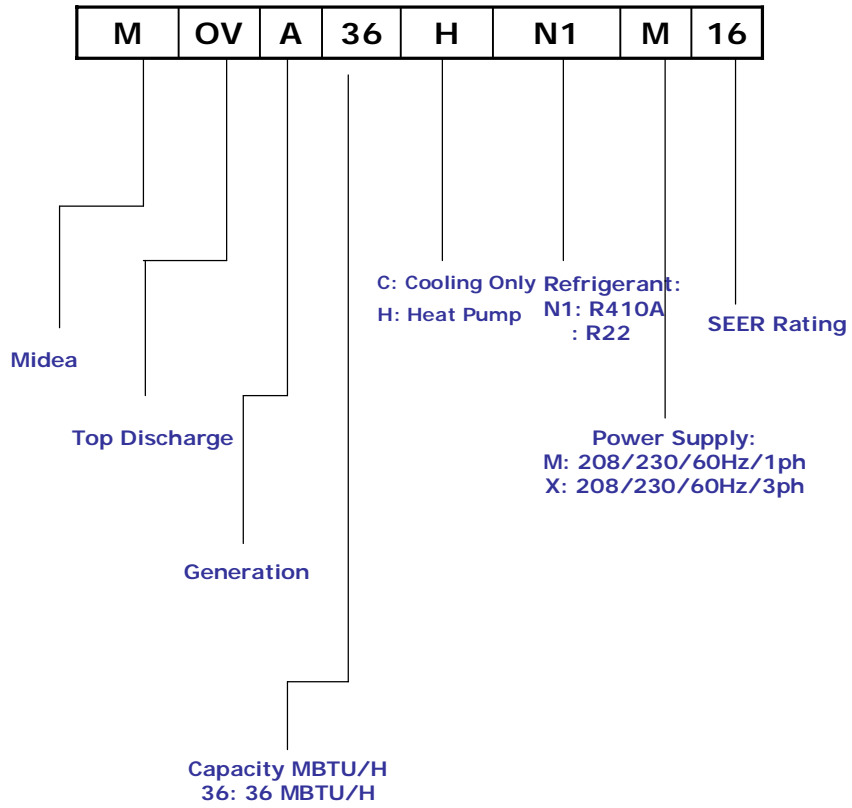 M OV A 36 H N1 M 16
C: Cooling Only
H: Heat Pump
Refrigerant:
N1: R410A
: R22
SEER Rating
Midea
Top Discharge
Power Supply:
M: 208/230/60Hz/1ph
X: 208/230/60Hz/3ph
Generation
Capacity MBTU/H
36: 36 MBTU/H